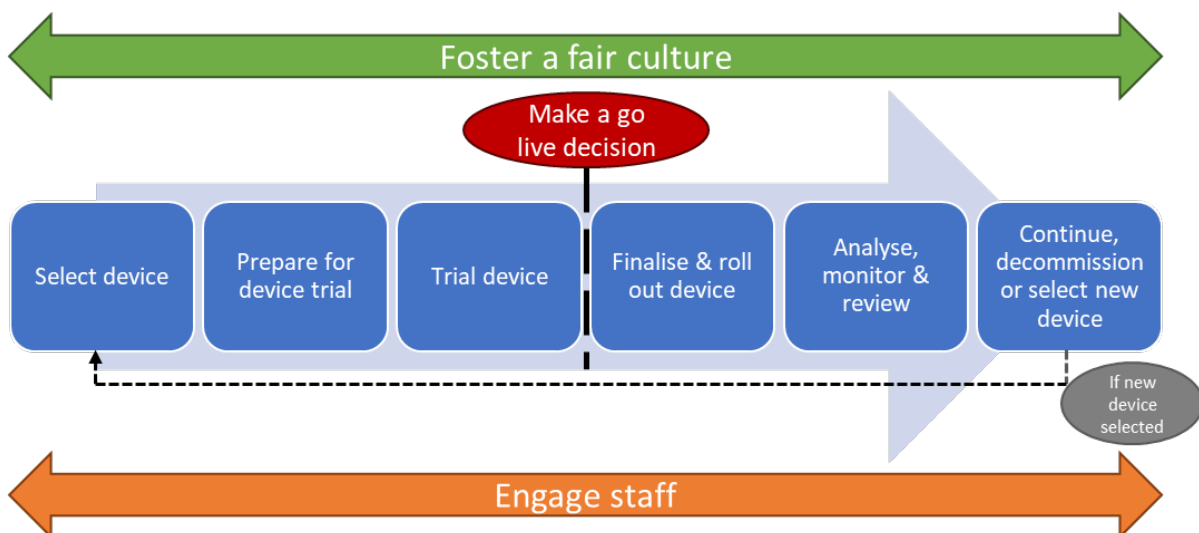 Foster a fair culture
Make a go
live decision
Select device
Prepare for
device trial
Trial device
Finalise & roll
out device
Analyse,
monitor &
review
Continue,
decommission
or select new
device
If new
device
selected
Engage staff